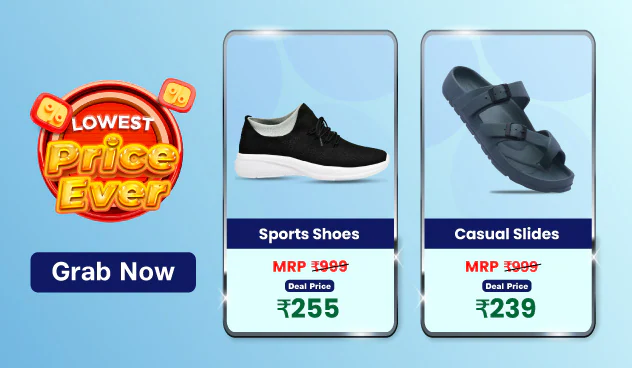 %
%
LOWEST
Price
Ever
Grab Now
Sports Shoes
MRP ₹999
Deal Price
₹255
Casual Slides
MRP ₹999
Deal Price
₹239